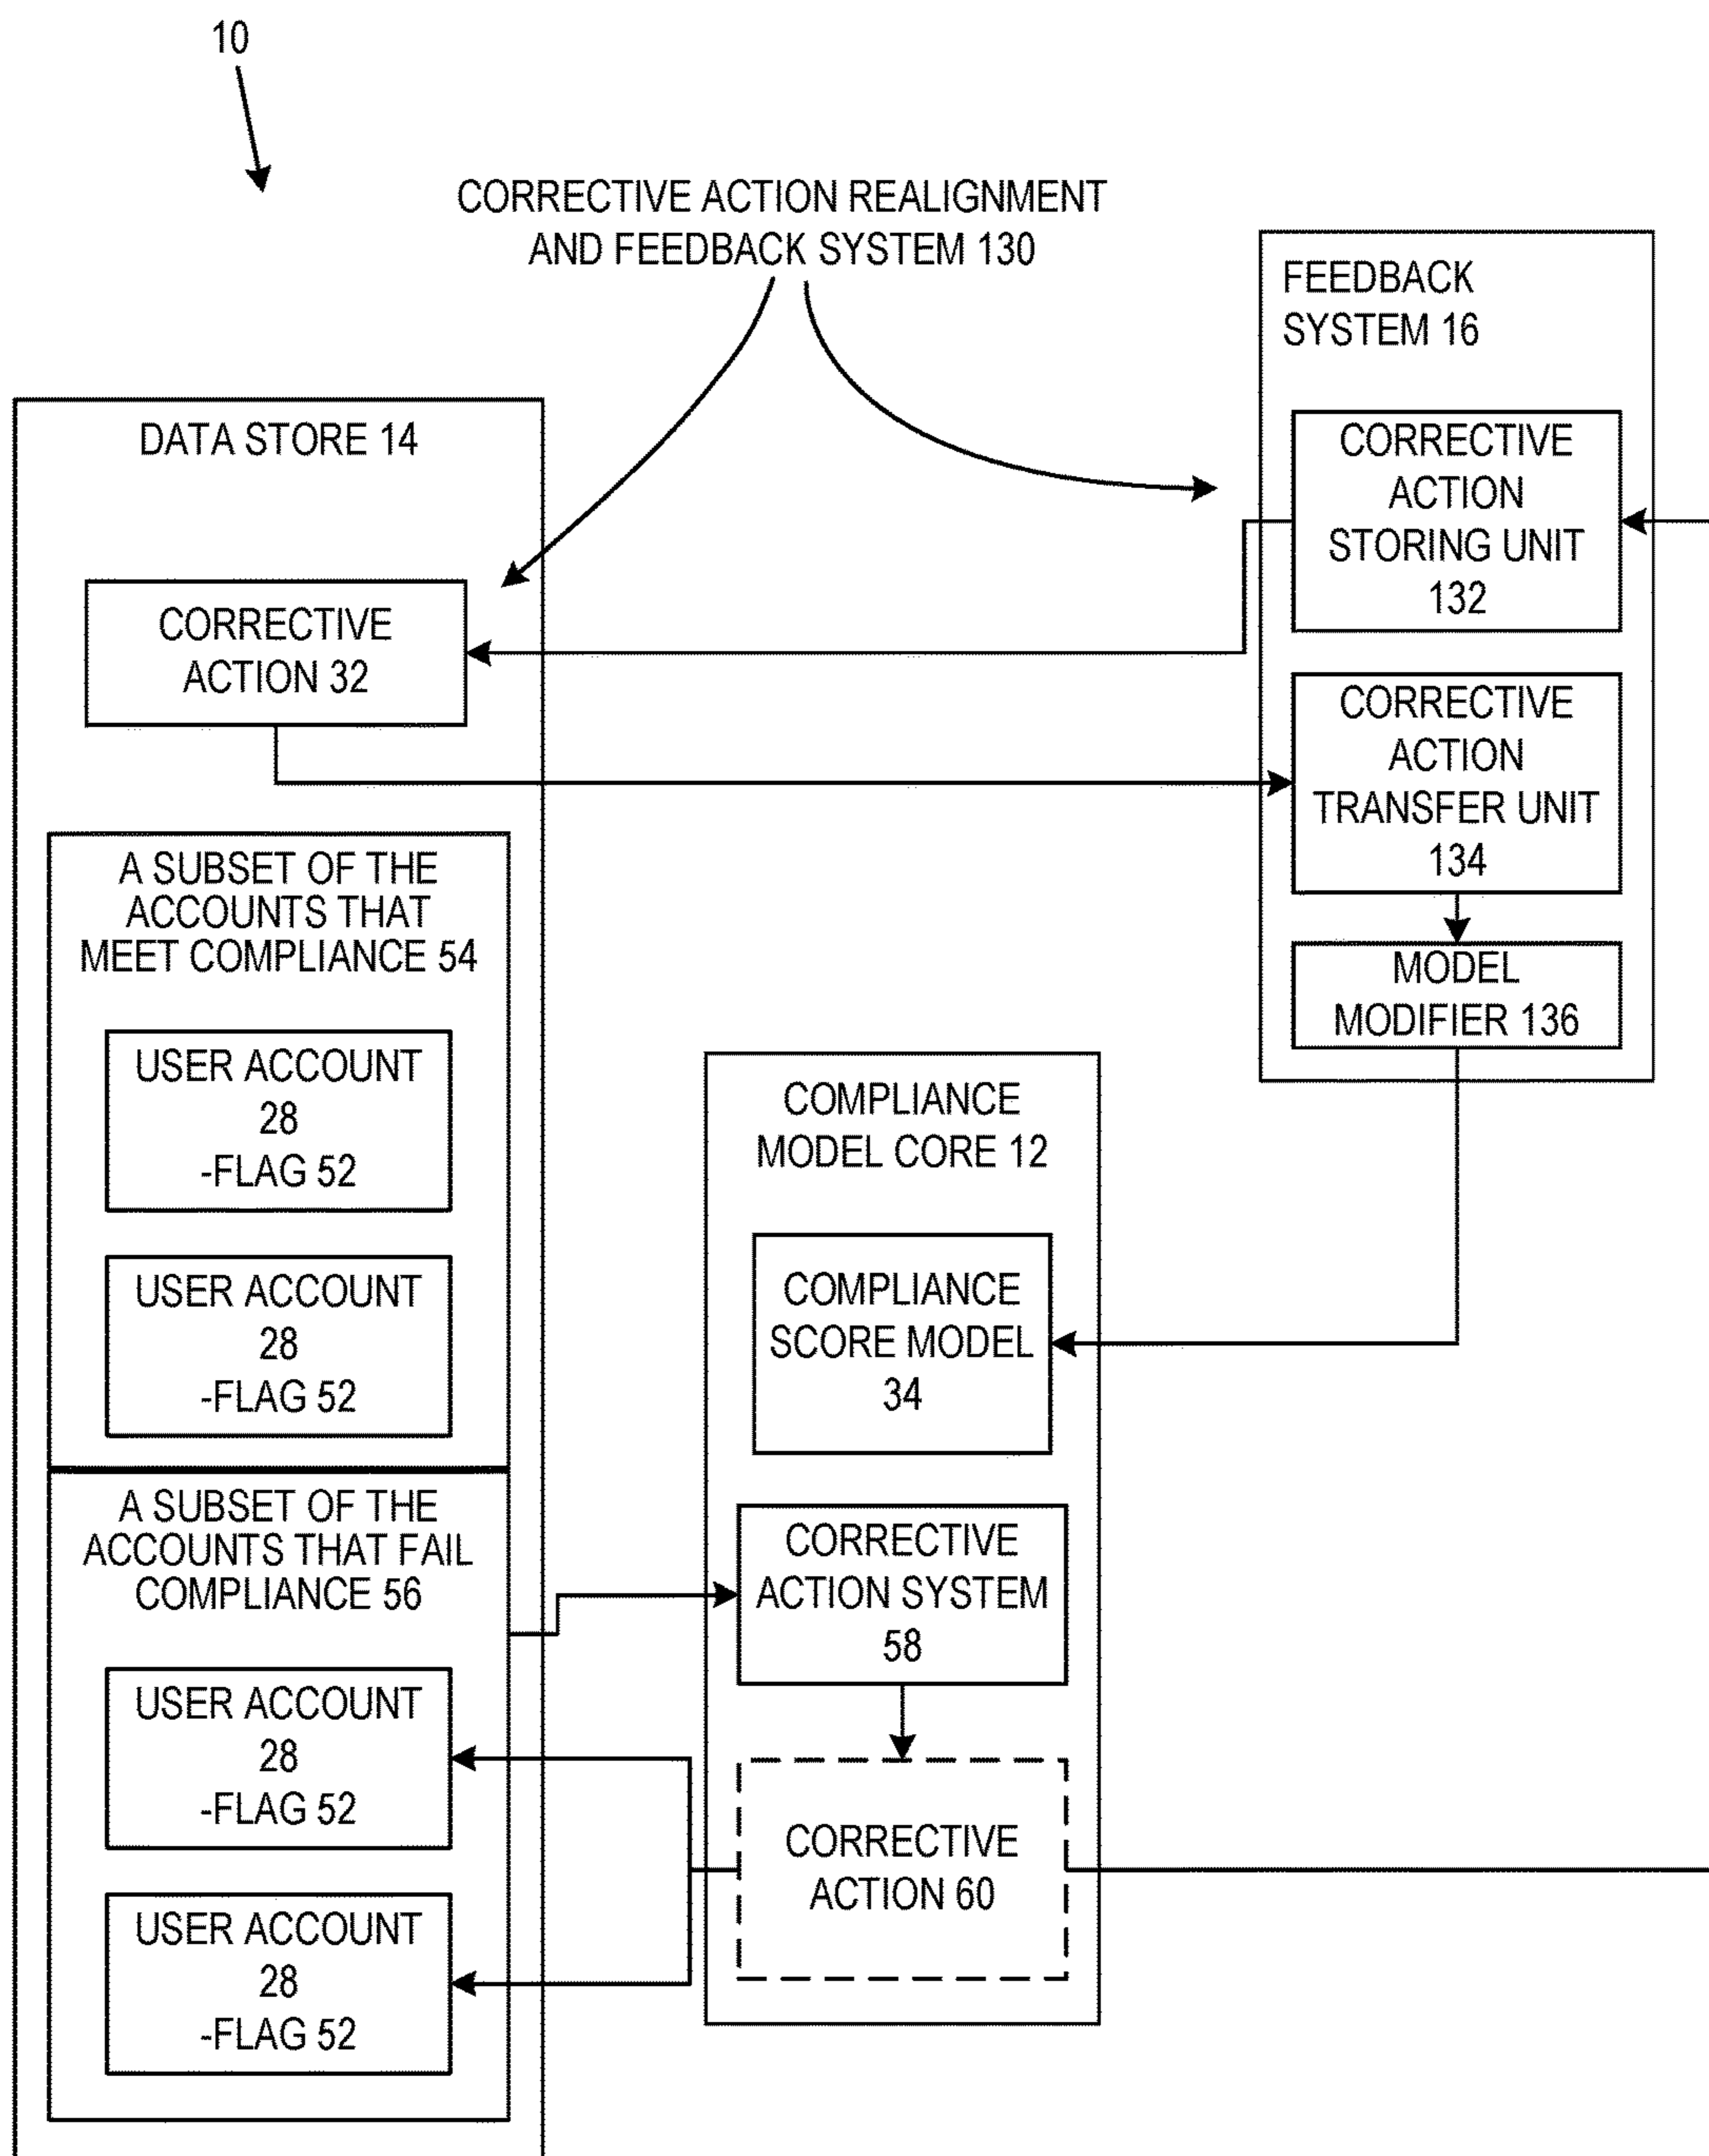 10
CORRECTIVE ACTION REALIGNMENT
AND FEEDBACK SYSTEM 130
FEEDBACK
SYSTEM 16
CORRECTIVE
ACTION
STORING UNIT
132
CORRECTIVE
ACTION
TRANSFER UNIT
134
MODEL
MODIFIER 136
DATA STORE 14
CORRECTIVE
ACTION 32
A SUBSET OF THE
ACCOUNTS THAT
MEET COMPLIANCE 54
USER ACCOUNT
28
-FLAG 52
USER ACCOUNT
28
-FLAG 52
A SUBSET OF THE
ACCOUNTS THAT FAIL
COMPLIANCE 56
USER ACCOUNT
28
-FLAG 52
USER ACCOUNT
28
-FLAG 52
COMPLIANCE
MODEL CORE 12
COMPLIANCE
SCORE MODEL
34
CORRECTIVE
ACTION SYSTEM
58
CORRECTIVE
ACTION 60